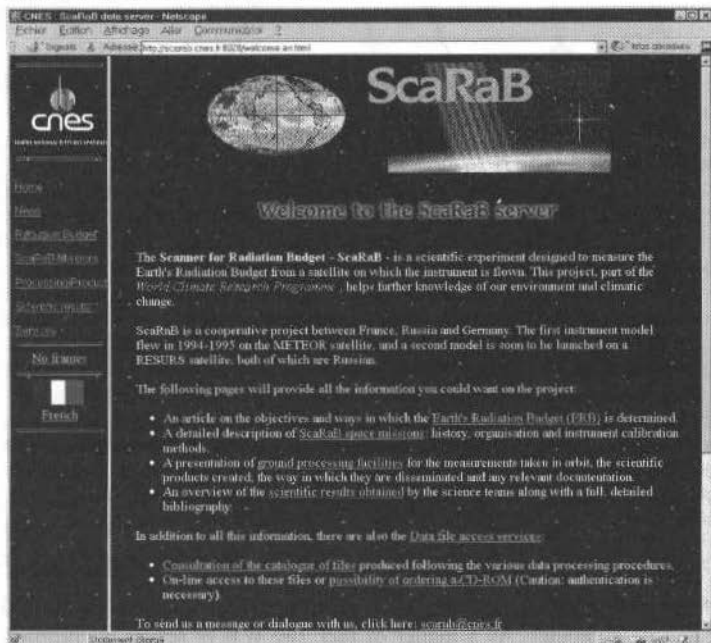 CNES : ScaRaB data server - Netscape
Fichier Edition Affichage Aller Communicator ?
Signets Adresse
cnes
Home
News
Radiation Budget
ScaRaB Missions
Processing/Product
Scientific results
Services
No frames
French
ScaRaB
Welcome to the ScaRaB server
The Scanner for Radiation Budget - ScaRaB - is a scientific experiment designed to measure the
Earth's Radiation Budget from a satellite on which the instrument is flown. This project, part of the
World Climate Research Programme , helps further knowledge of our environment and climatic
change.
ScaRaB is a cooperative project between France, Russia and Germany. The first instrument model
flew in 1994-1995 on the METEOR satellite, and a second model is soon to be launched on a
RESURS satellite, both of which are Russian.
The following pages will provide all the information you could want on the project:
An article on the objectives and ways in which the Earth's Radiation Budget (ERB) is determined.
A detailed description of ScaRaB space missions: history, organisation and instrument calibration
methods.
A presentation of ground processing facilities for the measurements taken in orbit, the scientific
products created, the way in which they are disseminated and any relevant documentation.
An overview of the scientific results obtained by the science teams along with a full, detailed
bibliography.
In addition to all this information, there are also the Data file access services:
Consultation of the catalogue of files produced following the various data processing procedures.
On-line access to these files or possibility of ordering a CD-ROM (Caution: authentication is
necessary).
To send us a message or dialogue with us, click here: scarab@cnes.fr